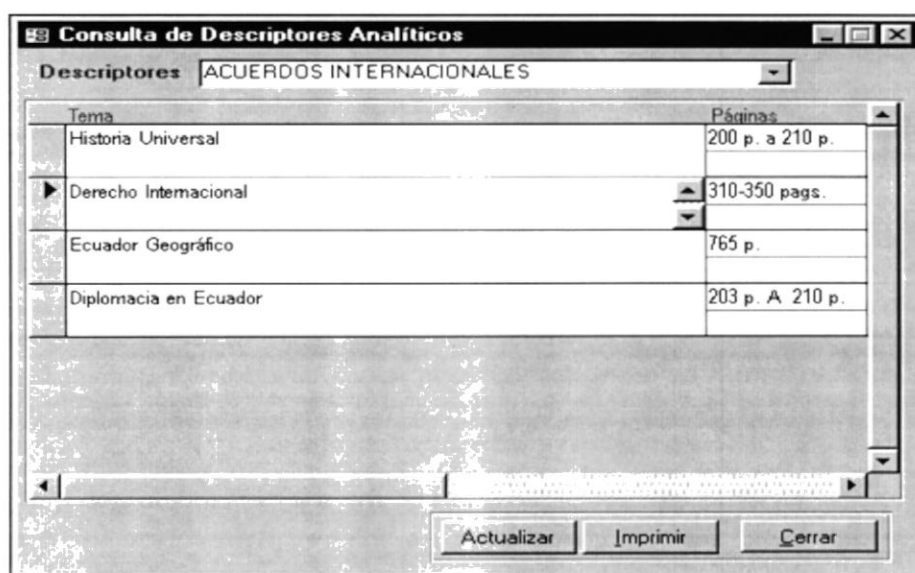 Consulta de Descriptores Analíticos
Descriptores ACUERDOS INTERNACIONALES
Tema Páginas
Historia Universal 200 p. a 210 p.
Derecho Internacional 310-350 pags.
Ecuador Geográfico 765 p.
Diplomacia en Ecuador 203 p. A 210 p.
Actualizar Imprimir Cerrar